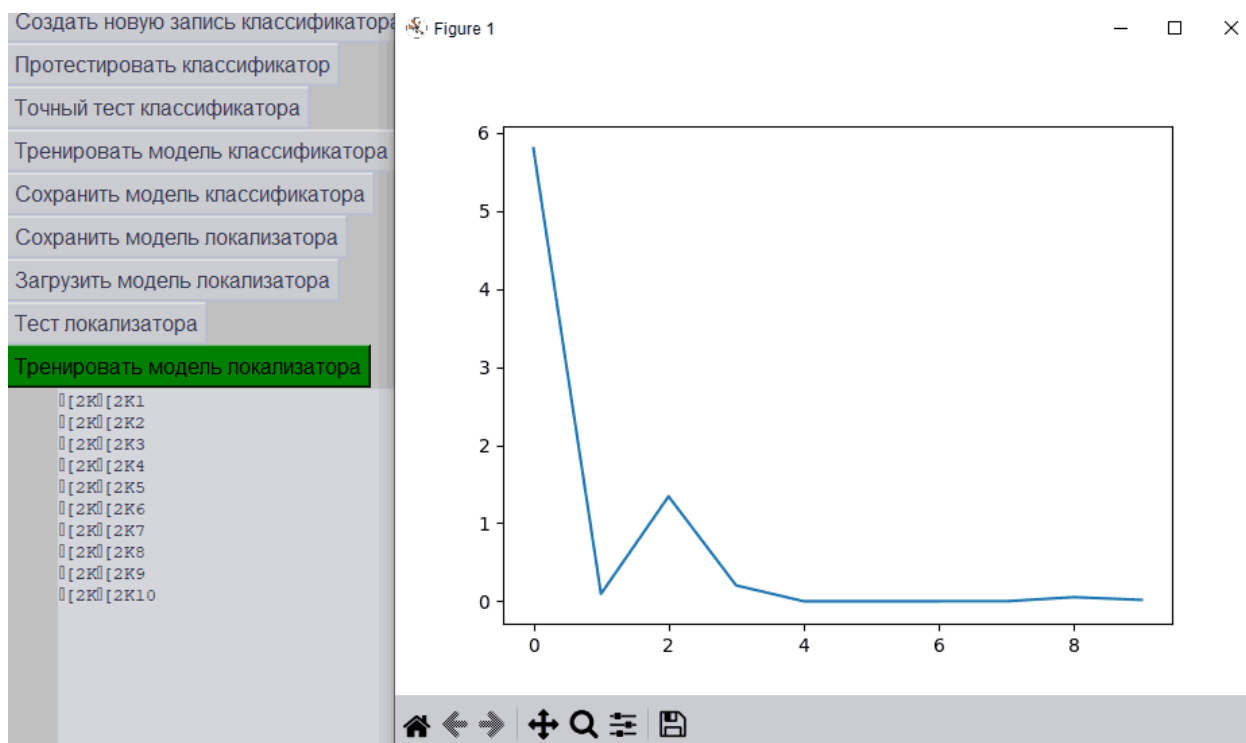 Создать новую запись классификатора
Протестировать классификатор
Точный тест классификатора
Тренировать модель классификатора
Сохранить модель классификатора
Сохранить модель локализатора
Загрузить модель локализатора
Тест локализатора
Тренировать модель локализатора
▯[2K▯[2K1
▯[2K▯[2K2
▯[2K▯[2K3
▯[2K▯[2K4
▯[2K▯[2K5
▯[2K▯[2K6
▯[2K▯[2K7
▯[2K▯[2K8
▯[2K▯[2K9
▯[2K▯[2K10
Figure 1
6
5
4
3
2
1
0
0 2 4 6 8